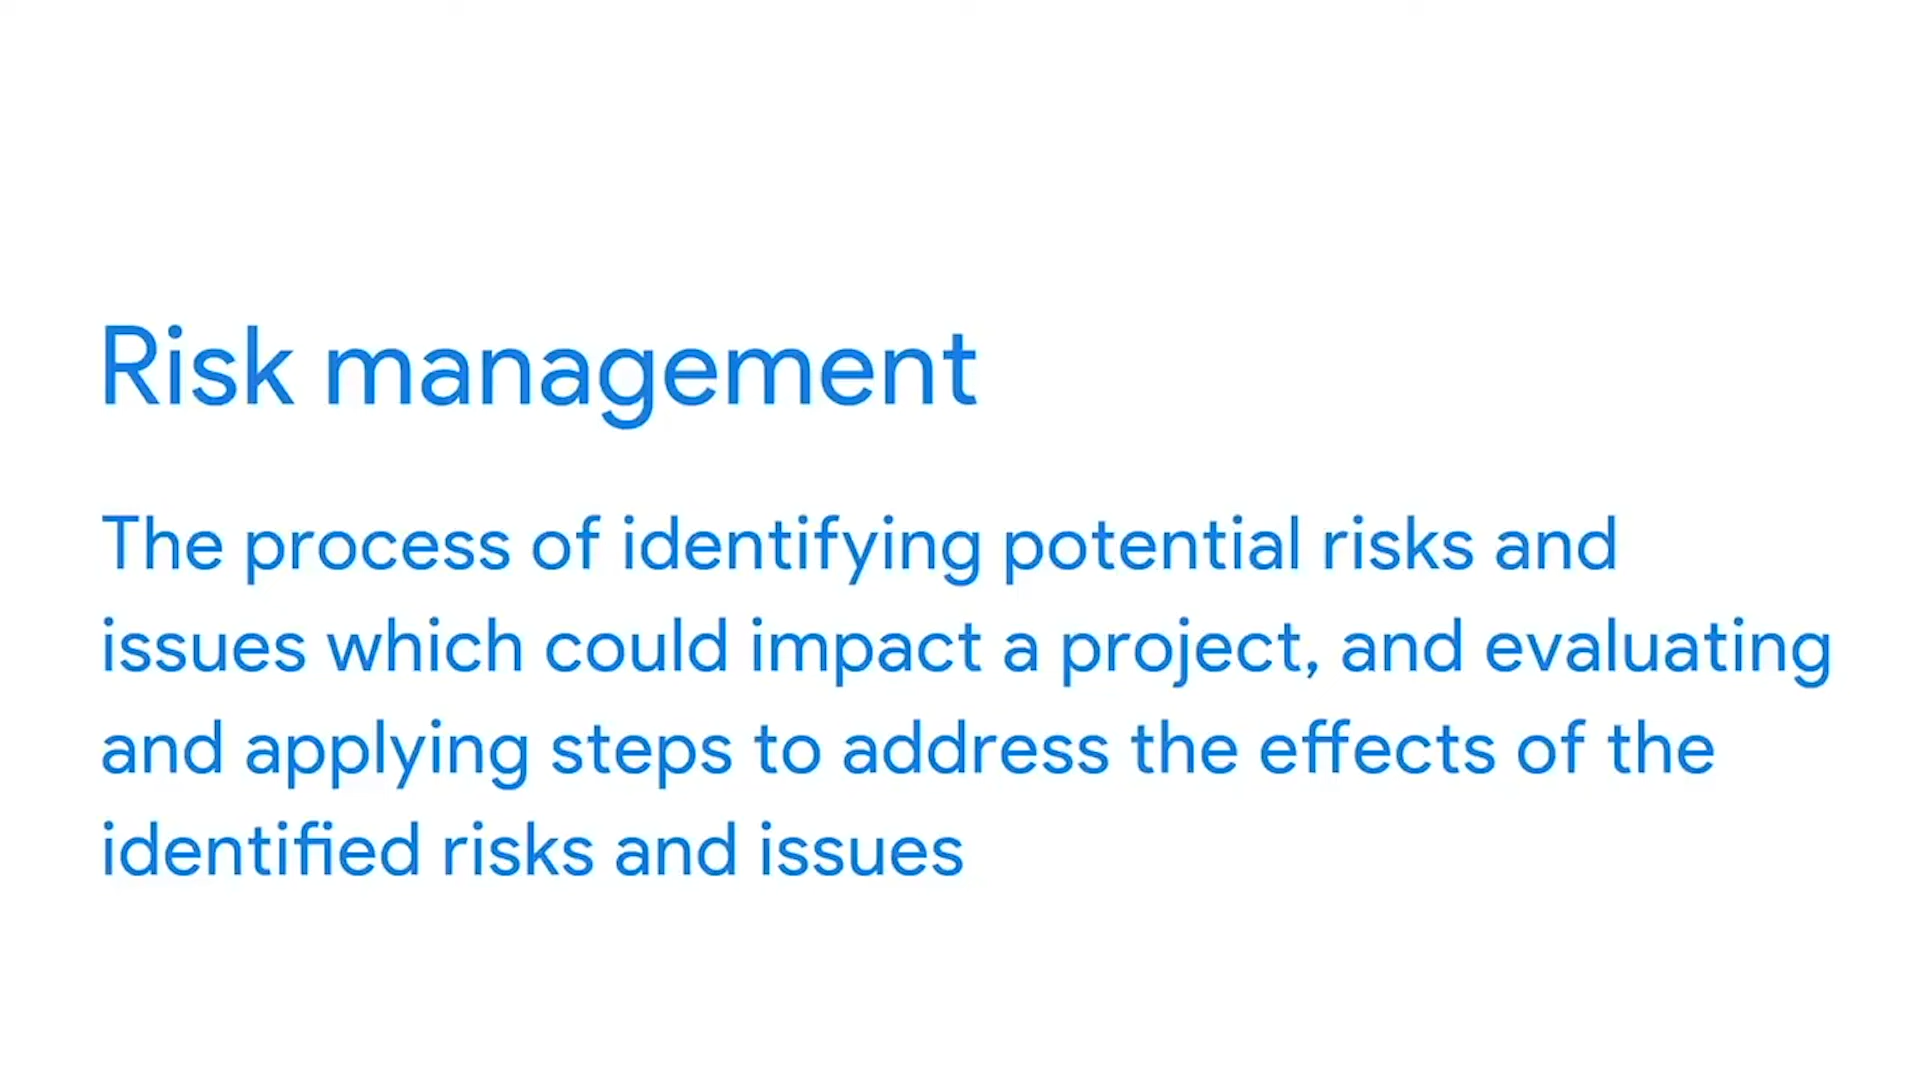 Risk management
The process of identifying potential risks and
issues which could impact a project, and evaluating
and applying steps to address the effects of the
identified risks and issues